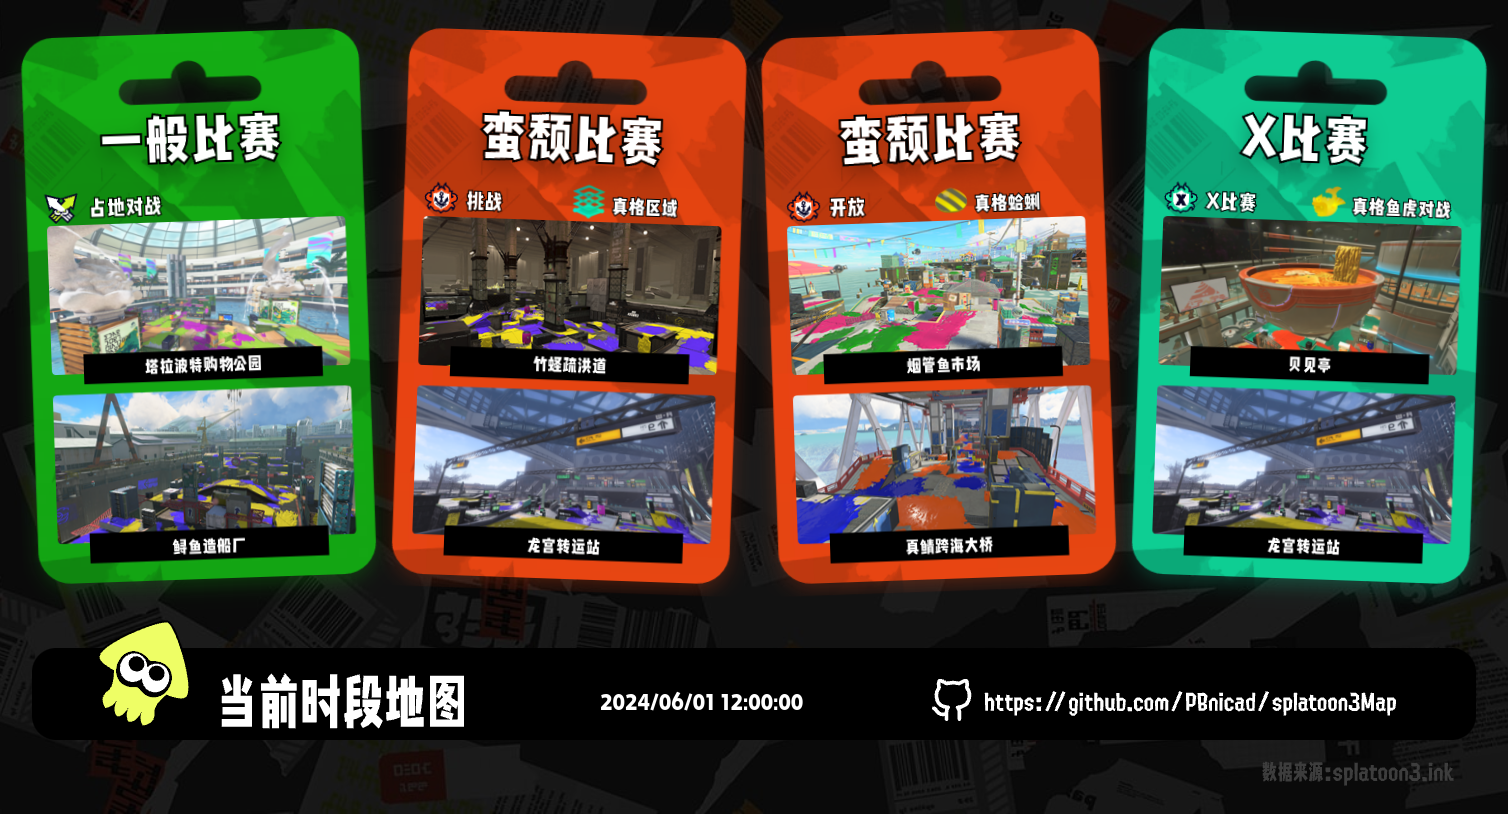 一般比赛
占地对战
塔拉波特购物公园
鲟鱼造船厂
蛮颓比赛
挑战
真格区域
竹蛏疏洪道
龙宫转运站
蛮颓比赛
开放
真格蛤蜊
烟管鱼市场
真鲭跨海大桥
X比赛
X比赛
真格鱼虎对战
贝见亭
龙宫转运站
当前时段地图
2024/06/01 12:00:00
https://github.com/PBnicad/splatoon3Map
数据来源:splatoon3.ink